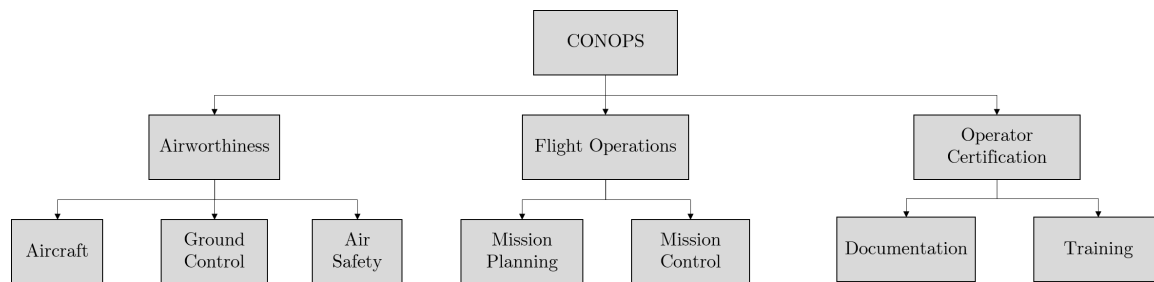 CONOPS
Airworthiness
Flight Operations
Operator
Certification
Aircraft
Ground
Control
Air
Safety
Mission
Planning
Mission
Control
Documentation
Training